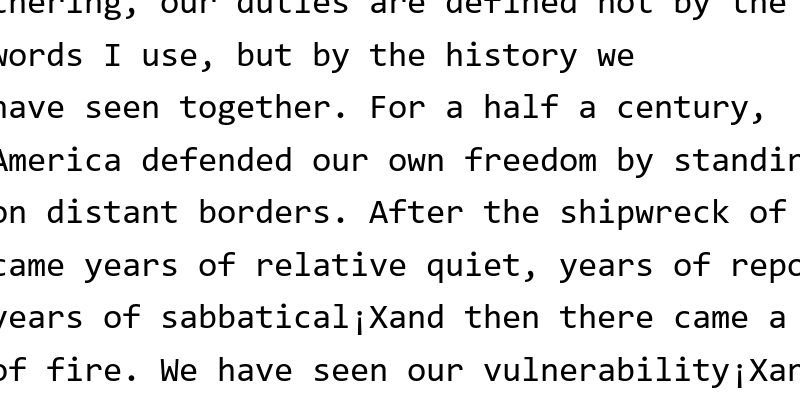 thering, our duties are defined not by the
words I use, but by the history we
have seen together. For a half a century,
America defended our own freedom by standin
on distant borders. After the shipwreck of
came years of relative quiet, years of repo
years of sabbatical¡Xand then there came a
of fire. We have seen our vulnerability¡Xan